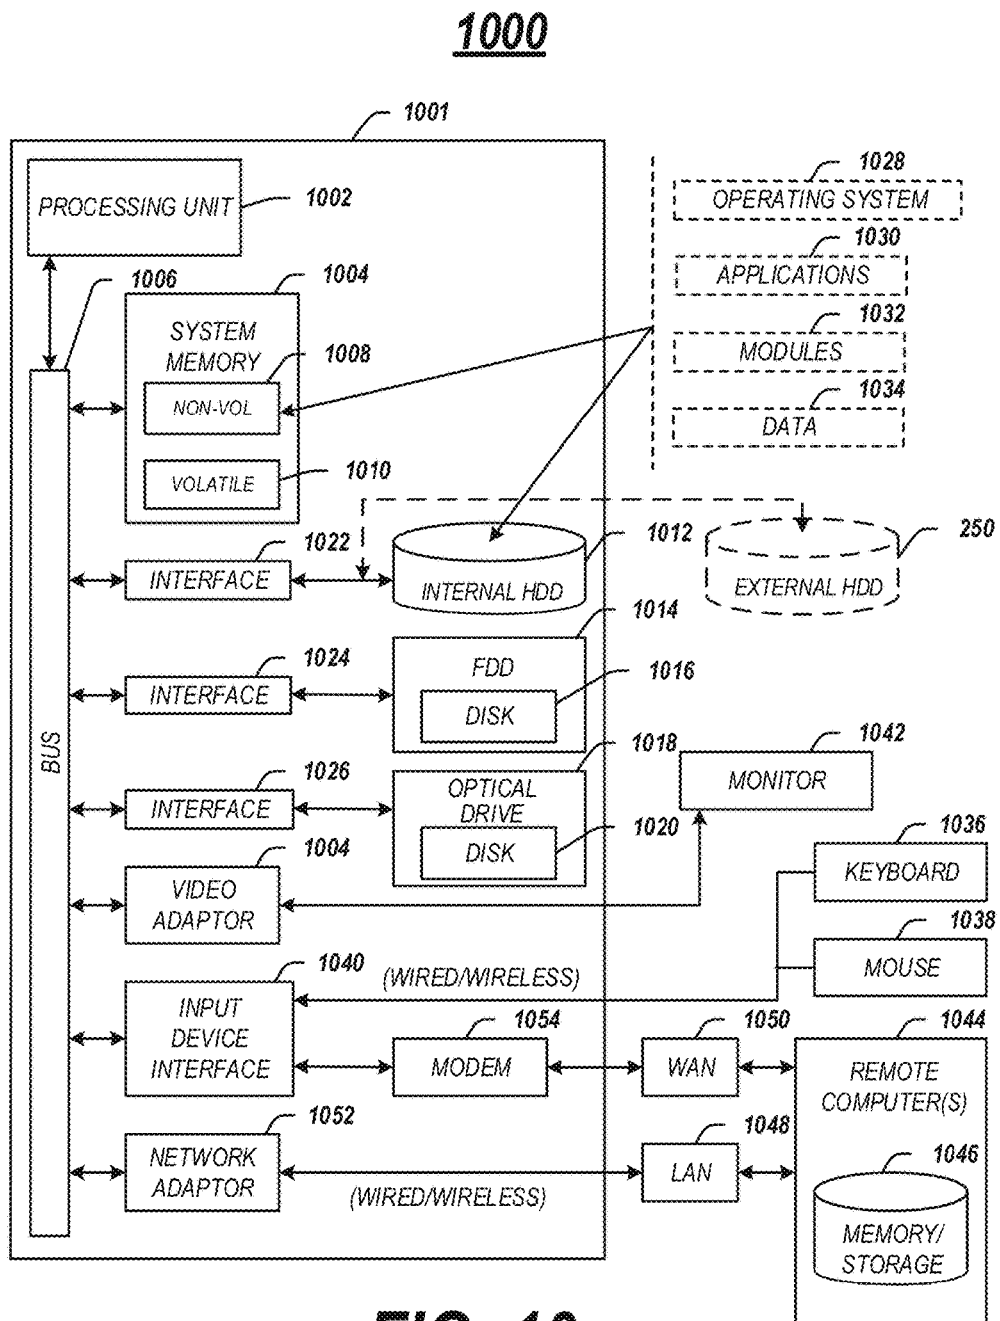 1000
1001
PROCESSING UNIT
1002
1028
OPERATING SYSTEM
1006
1004
1030
APPLICATIONS
SYSTEM
MEMORY
1008
NON-VOL
1032
MODULES
1010
VOLATILE
1034
DATA
1022
INTERFACE
1012
INTERNAL HDD
250
EXTERNAL HDD
1024
INTERFACE
1014
FDD
1016
DISK
BUS
1026
INTERFACE
1018
OPTICAL
DRIVE
1020
DISK
1042
MONITOR
1004
VIDEO
ADAPTOR
1036
KEYBOARD
1038
MOUSE
1040
INPUT
DEVICE
INTERFACE
(WIRED/WIRELESS)
1054
MODEM
1050
WAN
1044
REMOTE
COMPUTER(S)
1052
NETWORK
ADAPTOR
(WIRED/WIRELESS)
1048
LAN
1046
MEMORY/
STORAGE
FIG. 10